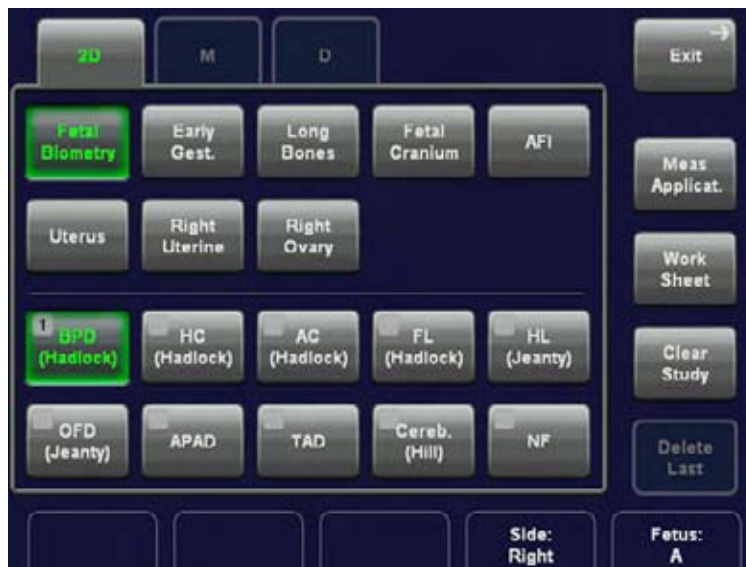 2D
M
D
Exit
Fetal
Biometry
Early
Gest.
Long
Bones
Fetal
Cranium
AFI
Meas
Applicat.
Uterus
Right
Uterine
Right
Ovary
Work
Sheet
1
BPD
(Hadlock)
HC
(Hadlock)
AC
(Hadlock)
FL
(Hadlock)
HL
(Jeanty)
Clear
Study
OFD
(Jeanty)
APAD
TAD
Cereb.
(Hill)
NF
Delete
Last
Side:
Right
Fetus:
A